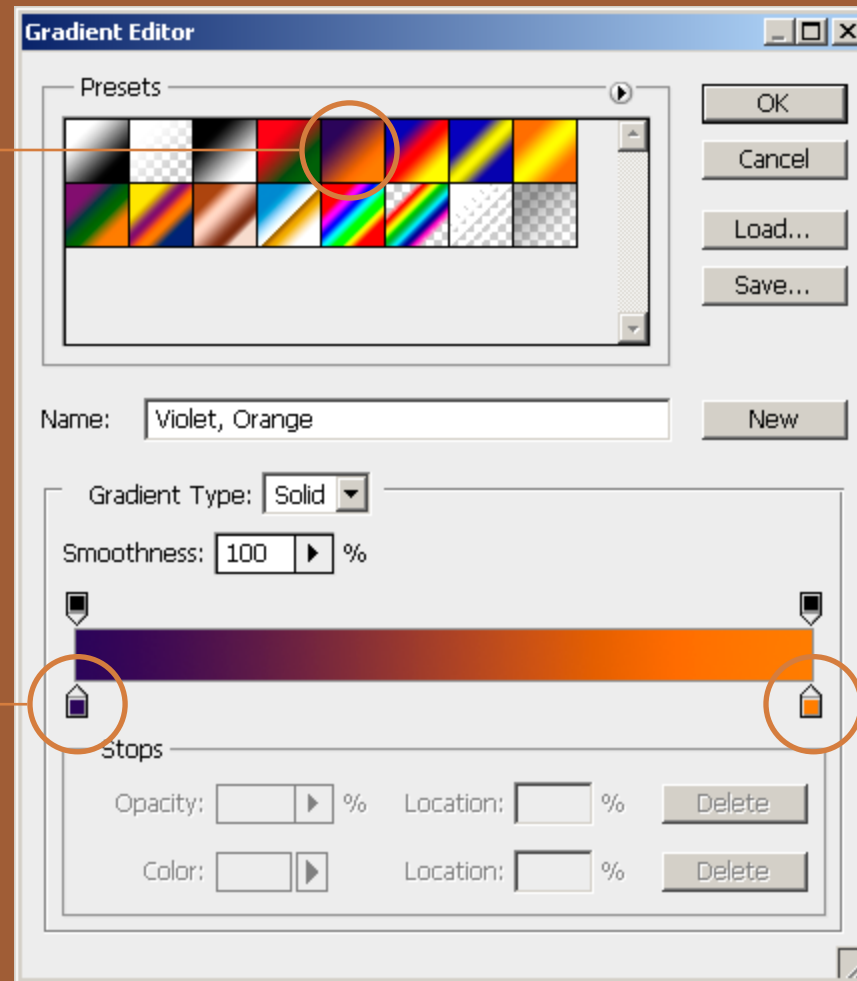 Gradient Editor
Presets
OK
Cancel
Load...
Save...
Name: Violet, Orange
New
Gradient Type: Solid
Smoothness: 100 %
Stops
Opacity: % Location: % Delete
Color: Location: % Delete